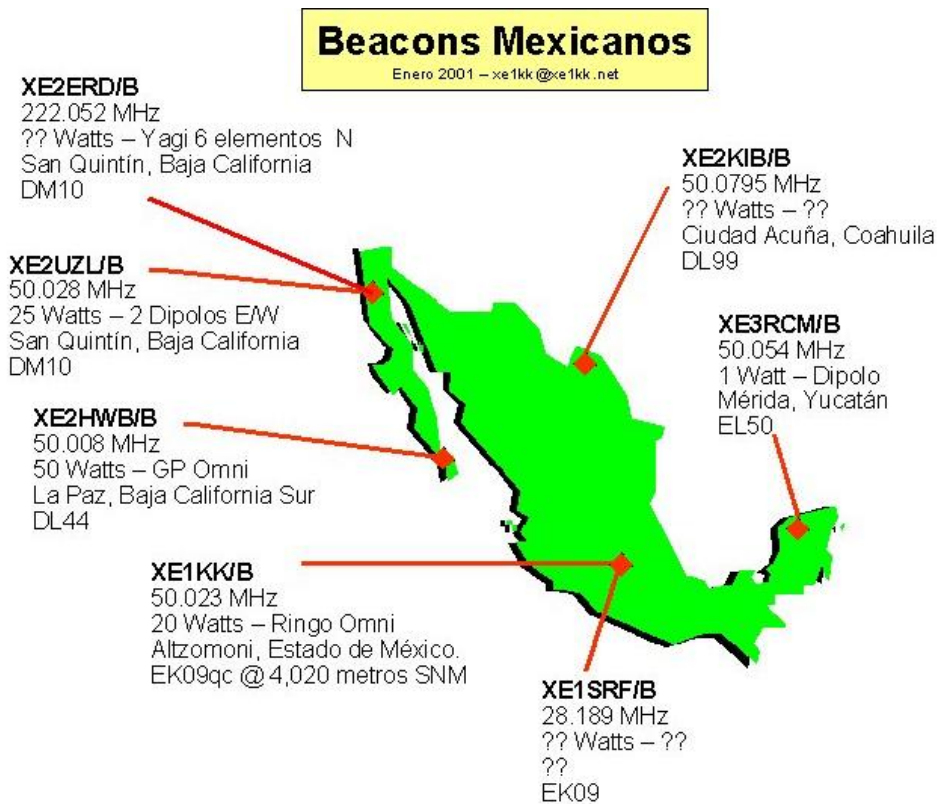 Beacons Mexicanos
Enero 2001 – xe1kk@xe1kk.net
XE2ERD/B
222.052 MHz
?? Watts – Yagi 6 elementos N
San Quintín, Baja California
DM10
XE2KIB/B
50.0795 MHz
?? Watts – ??
Ciudad Acuña, Coahuila
DL99
XE2UZL/B
50.028 MHz
25 Watts – 2 Dipolos E/W
San Quintín, Baja California
DM10
XE3RCM/B
50.054 MHz
1 Watt – Dipolo
Mérida, Yucatán
EL50
XE2HWB/B
50.008 MHz
50 Watts – GP Omni
La Paz, Baja California Sur
DL44
XE1KK/B
50.023 MHz
20 Watts – Ringo Omni
Altzomoni, Estado de México.
EK09qc @ 4,020 metros SNM
XE1SRF/B
28.189 MHz
?? Watts – ??
??
EK09